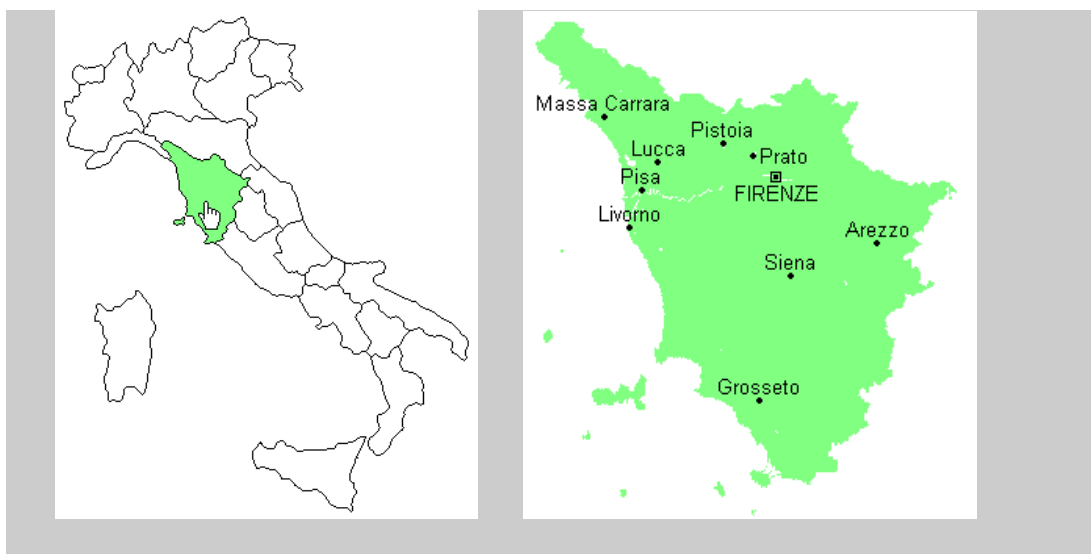 Massa Carrara
Pistoia
Lucca
Prato
Pisa
FIRENZE
Livorno
Arezzo
Siena
Grosseto